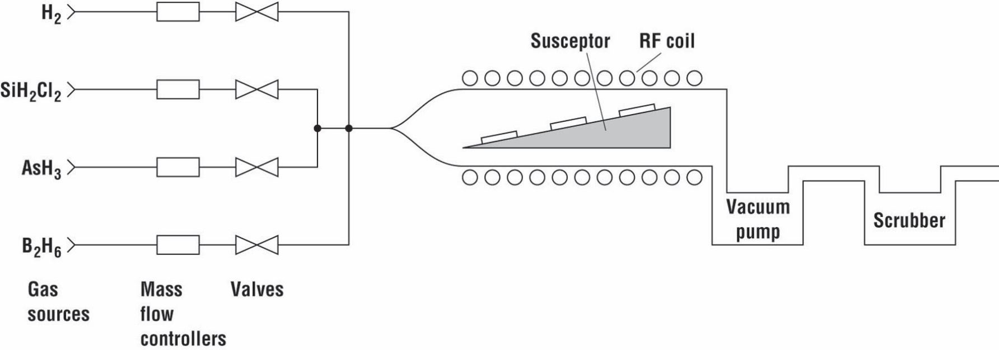 H₂
SiH₂Cl₂
AsH₃
B₂H₆
Gas
sources
Mass
flow
controllers
Valves
Susceptor
RF coil
Vacuum
pump
Scrubber